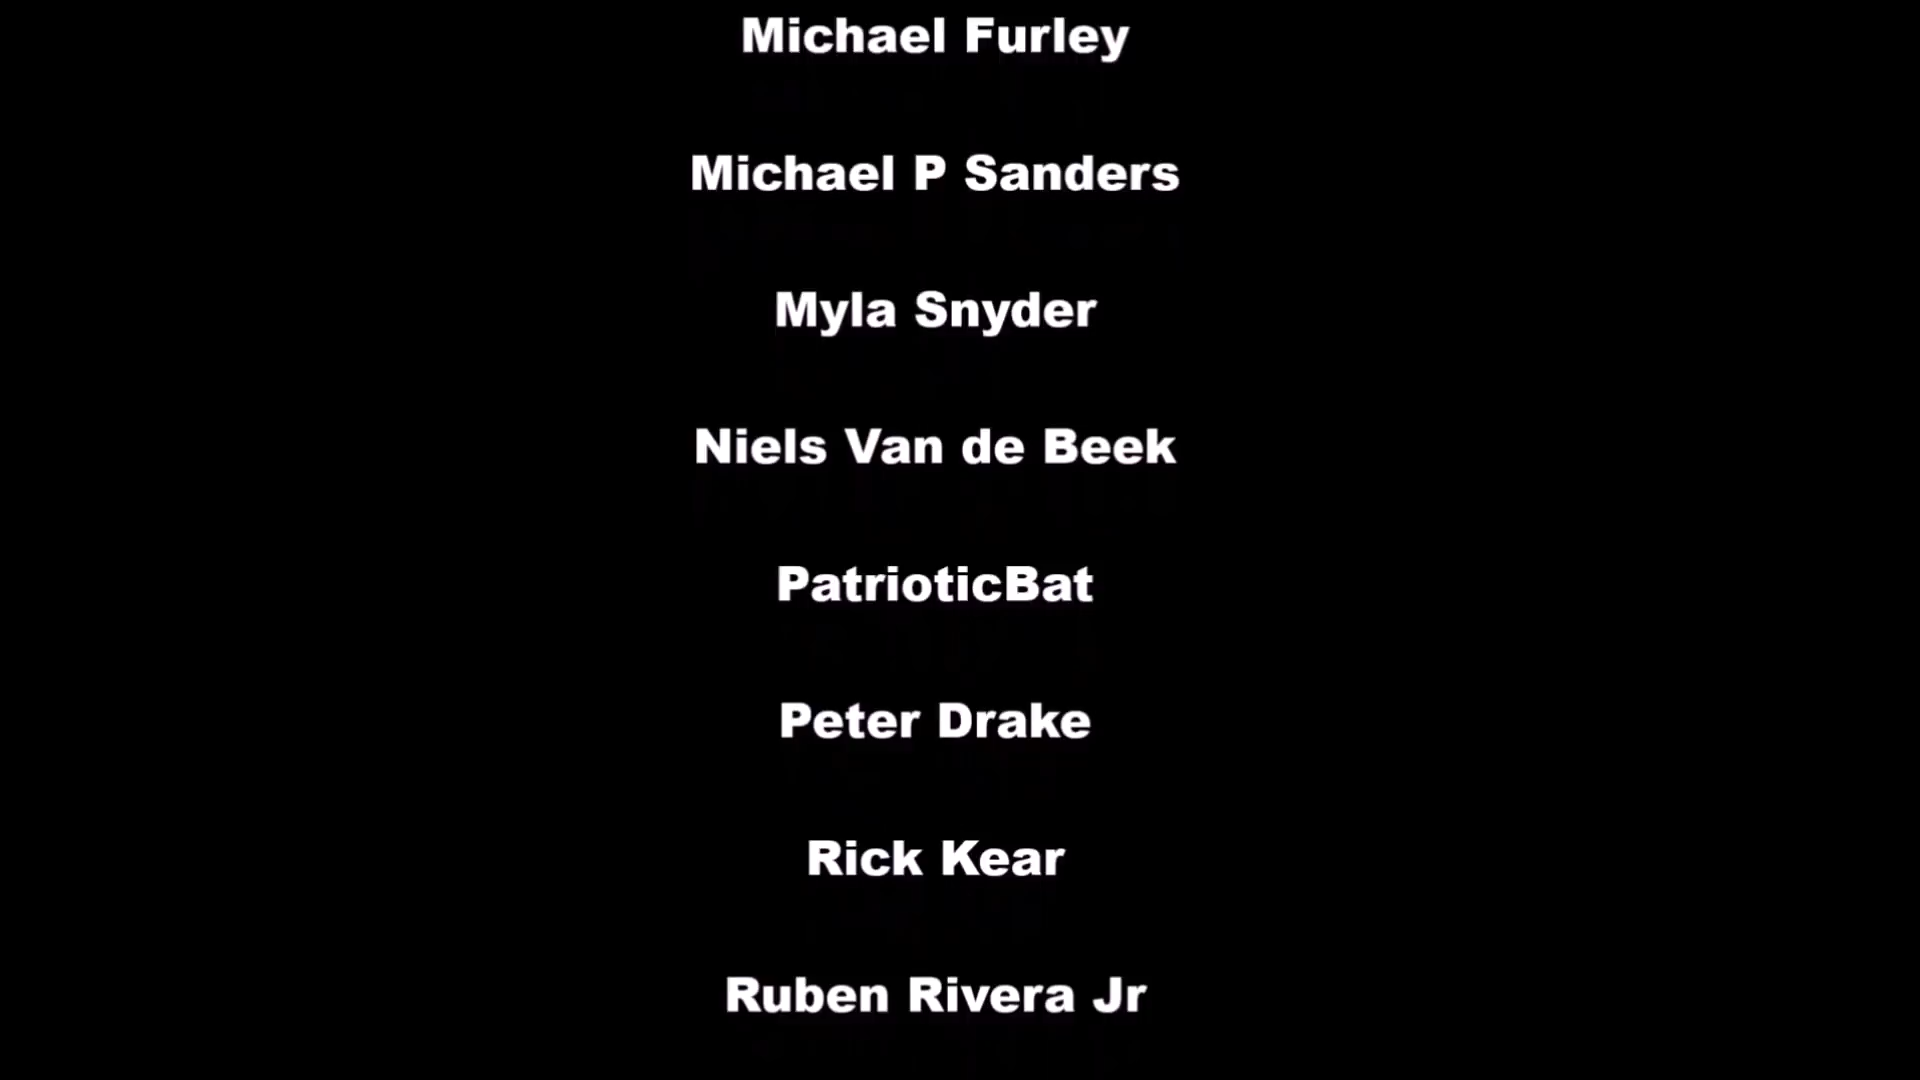 Michael Furley
Michael P Sanders
Myla Snyder
Niels Van de Beek
PatrioticBat
Peter Drake
Rick Kear
Ruben Rivera Jr